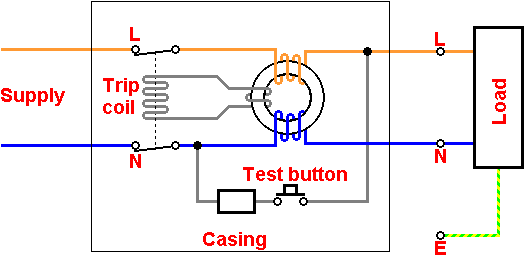 L
L
Trip
coil
Supply
Load
N
N
Test button
Casing
E